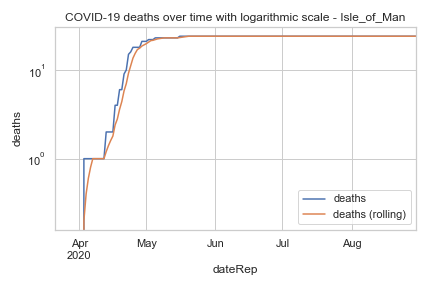 COVID-19 deaths over time with logarithmic scale - Isle_of_Man
deaths
10^1
10^0
Apr
2020
May
Jun
Jul
Aug
dateRep
deaths
deaths (rolling)